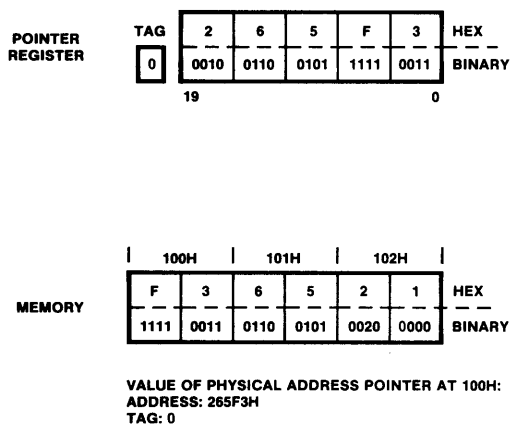 POINTER REGISTER
TAG 2 6 5 F 3 HEX
0 0010 0110 0101 1111 0011 BINARY
19 0
100H 101H 102H
MEMORY
F 3 6 5 2 1 HEX
1111 0011 0110 0101 0020 0000 BINARY
VALUE OF PHYSICAL ADDRESS POINTER AT 100H:
ADDRESS: 265F3H
TAG: 0